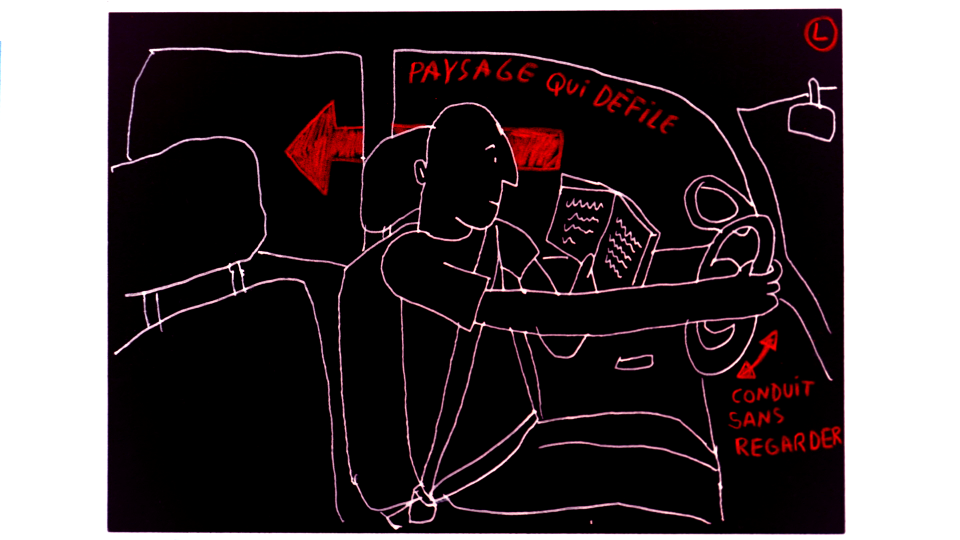 L
PAYSAGE QUI DÉFILE
CONDUIT
SANS
REGARDER